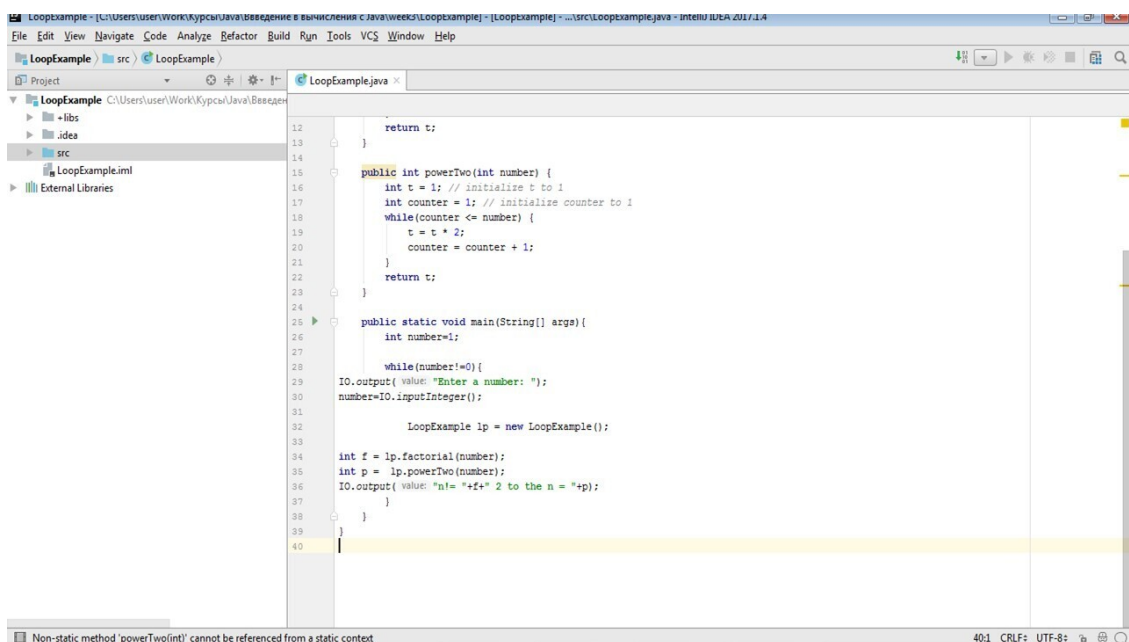 LoopExample - [C:\Users\user\Work\Курсы\Java\Введение в вычисления с Java\week3\LoopExample] - [LoopExample] - ...\src\LoopExample.java - IntelliJ IDEA 2017.1.4
File Edit View Navigate Code Analyze Refactor Build Run Tools VCS Window Help
LoopExample src LoopExample
Project LoopExample.java
LoopExample C:\Users\user\Work\Курсы\Java\Введен
+libs
.idea
src
LoopExample.iml
External Libraries
12 return t;
13 }
14
15 public int powerTwo(int number) {
16 int t = 1; // initialize t to 1
17 int counter = 1; // initialize counter to 1
18 while(counter <= number) {
19 t = t * 2;
20 counter = counter + 1;
21 }
22 return t;
23 }
24
25 public static void main(String[] args){
26 int number=1;
27
28 while(number!=0){
29 IO.output( value: "Enter a number: ");
30 number=IO.inputInteger();
31
32 LoopExample lp = new LoopExample();
33
34 int f = lp.factorial(number);
35 int p = lp.powerTwo(number);
36 IO.output( value: "n!= "+f+" 2 to the n = "+p);
37 }
38 }
39 }
40
Non-static method 'powerTwo(int)' cannot be referenced from a static context 40:1 CRLF UTF-8